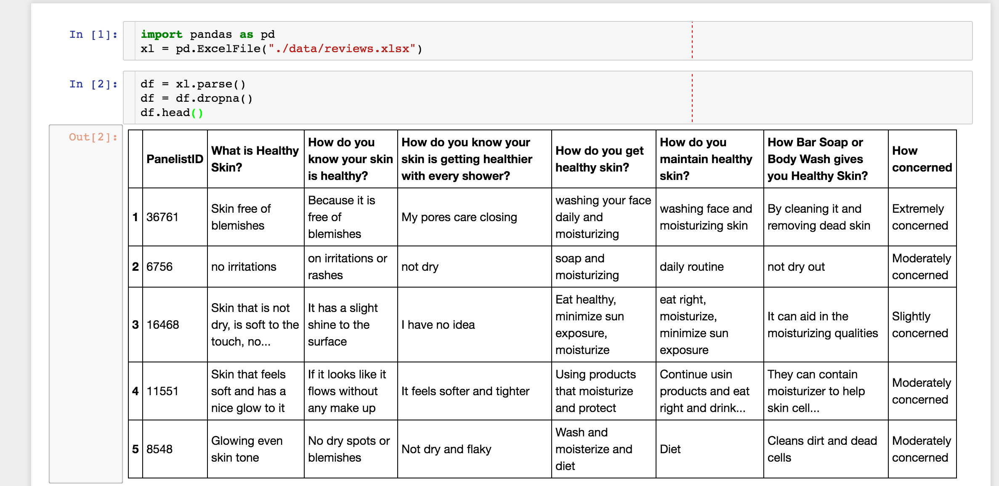 In [1]:
import pandas as pd
xl = pd.ExcelFile("./data/reviews.xlsx")
In [2]:
df = xl.parse()
df = df.dropna()
df.head()
Out[2]:
PanelistID
What is Healthy
Skin?
How do you
know your skin
is healthy?
How do you know your
skin is getting healthier
with every shower?
How do you get
healthy skin?
How do you
maintain healthy
skin?
How Bar Soap or
Body Wash gives
you Healthy Skin?
How
concerned
1
36761
Skin free of
blemishes
Because it is
free of
blemishes
My pores care closing
washing your face
daily and
moisturizing
washing face and
moisturizing skin
By cleaning it and
removing dead skin
Extremely
concerned
2
6756
no irritations
on irritations or
rashes
not dry
soap and
moisturizing
daily routine
not dry out
Moderately
concerned
3
16468
Skin that is not
dry, is soft to the
touch, no...
It has a slight
shine to the
surface
I have no idea
Eat healthy,
minimize sun
exposure,
moisturize
eat right,
moisturize,
minimize sun
exposure
It can aid in the
moisturizing qualities
Slightly
concerned
4
11551
Skin that feels
soft and has a
nice glow to it
If it looks like it
flows without
any make up
It feels softer and tighter
Using products
that moisturize
and protect
Continue usin
products and eat
right and drink...
They can contain
moisturizer to help
skin cell...
Moderately
concerned
5
8548
Glowing even
skin tone
No dry spots or
blemishes
Not dry and flaky
Wash and
moisterize and
diet
Diet
Cleans dirt and dead
cells
Moderately
concerned